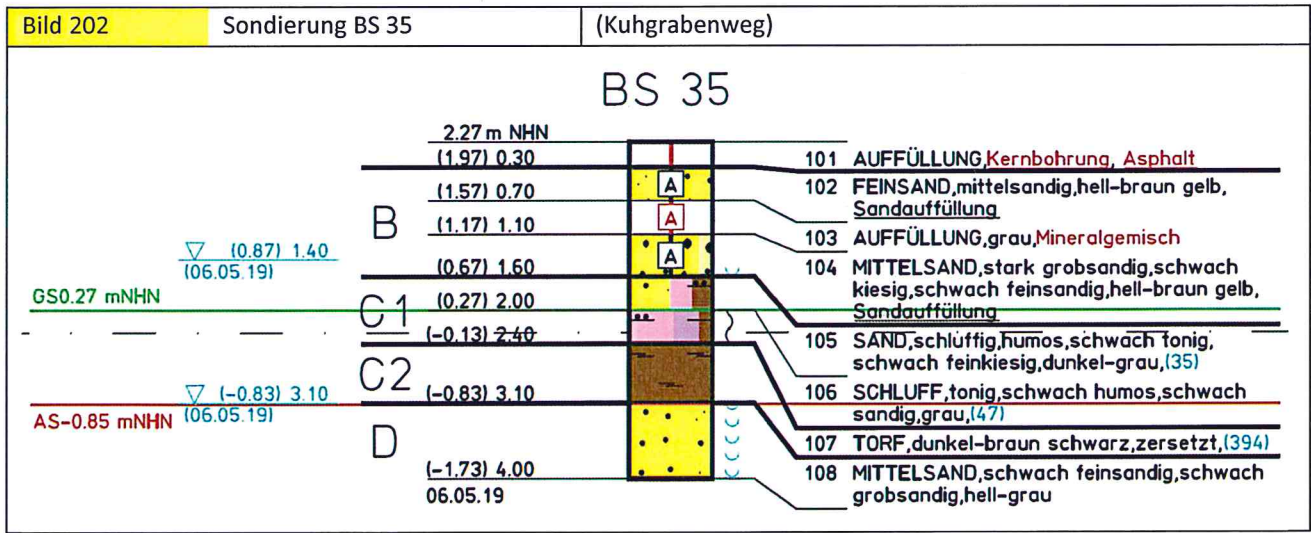 Bild 202 Sondierung BS 35 (Kuhgrabenweg)
BS 35
2.27 m NHN
(1.97) 0.30
(1.57) 0.70
(1.17) 1.10
(0.67) 1.60
(0.27) 2.00
(-0.13) 2.40
(-0.83) 3.10
(-1.73) 4.00
06.05.19
B
C1
C2
D
(0.87) 1.40
(06.05.19)
GS0.27 mNHN
(-0.83) 3.10
(06.05.19)
AS-0.85 mNHN
A
A
A
101 AUFFÜLLUNG,Kernbohrung, Asphalt
102 FEINSAND,mittelsandig,hell-braun gelb,
Sandauffüllung
103 AUFFÜLLUNG,grau,Mineralgemisch
104 MITTELSAND,stark grobsandig,schwach
kiesig,schwach feinsandig,hell-braun gelb,
Sandauffüllung
105 SAND,schluffig,humos,schwach tonig,
schwach feinkiesig,dunkel-grau,(35)
106 SCHLUFF,tonig,schwach humos,schwach
sandig,grau,(47)
107 TORF,dunkel-braun schwarz,zersetzt,(394)
108 MITTELSAND,schwach feinsandig,schwach
grobsandig,hell-grau